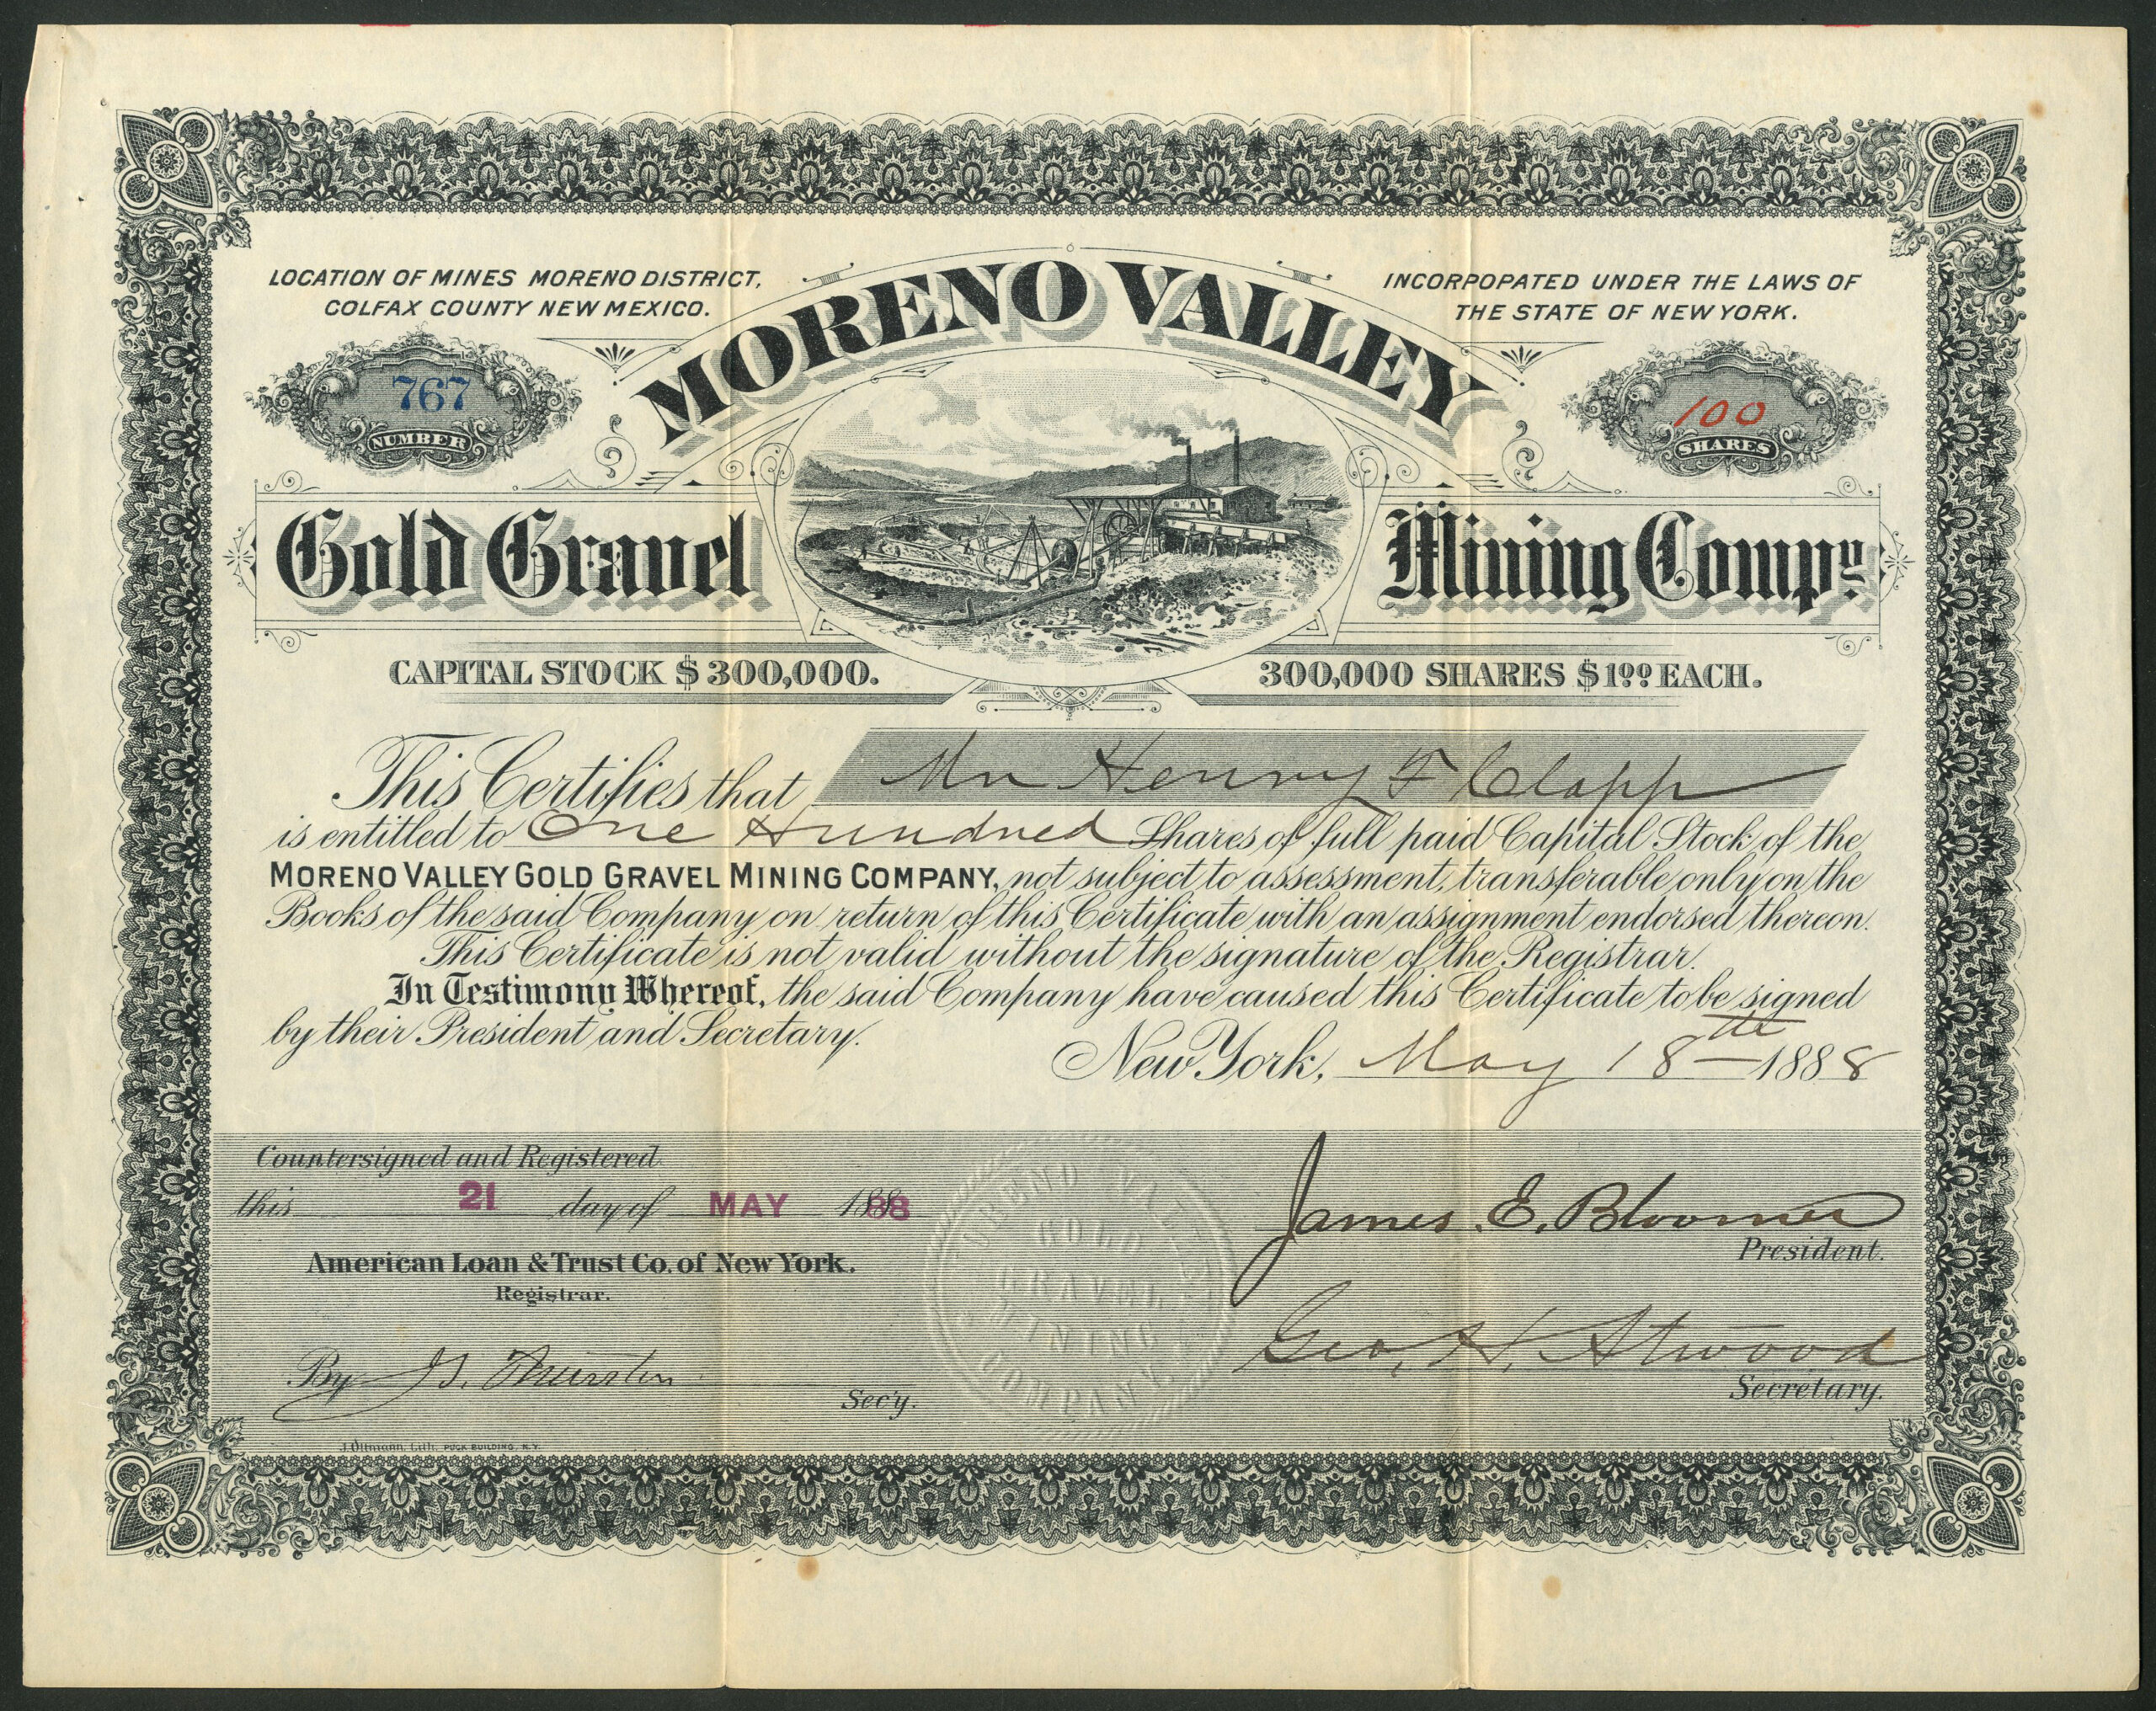 LOCATION OF MINES MORENO DISTRICT,
COLFAX COUNTY NEW MEXICO.
INCORPOPATED UNDER THE LAWS OF
THE STATE OF NEW YORK.
767
NUMBER
MORENO VALLEY
100
SHARES
Gold Gravel Mining Compy.
CAPITAL STOCK $300,000.
300,000 SHARES $1.00 EACH.
This Certifies that Mr Henry F Clapp
is entitled to One Hundred Shares of full paid Capital Stock of the
MORENO VALLEY GOLD GRAVEL MINING COMPANY, not subject to assessment, transferable only on the
Books of the said Company on return of this Certificate with an assignment endorsed thereon.
This Certificate is not valid without the signature of the Registrar.
In Testimony Whereof, the said Company have caused this Certificate to be signed
by their President and Secretary.
New York, May 18th 1888
Countersigned and Registered
this 21 day of MAY 1888
American Loan & Trust Co. of New York.
Registrar.
By Thurston
Sec'y.
MORENO VALLEY
GOLD
GRAVEL
MINING
COMPANY.
James. E. Bloomer
President.
Geo. H. Atwood
Secretary.
J. Ottmann, Lith. PUCK BUILDING, N.Y.